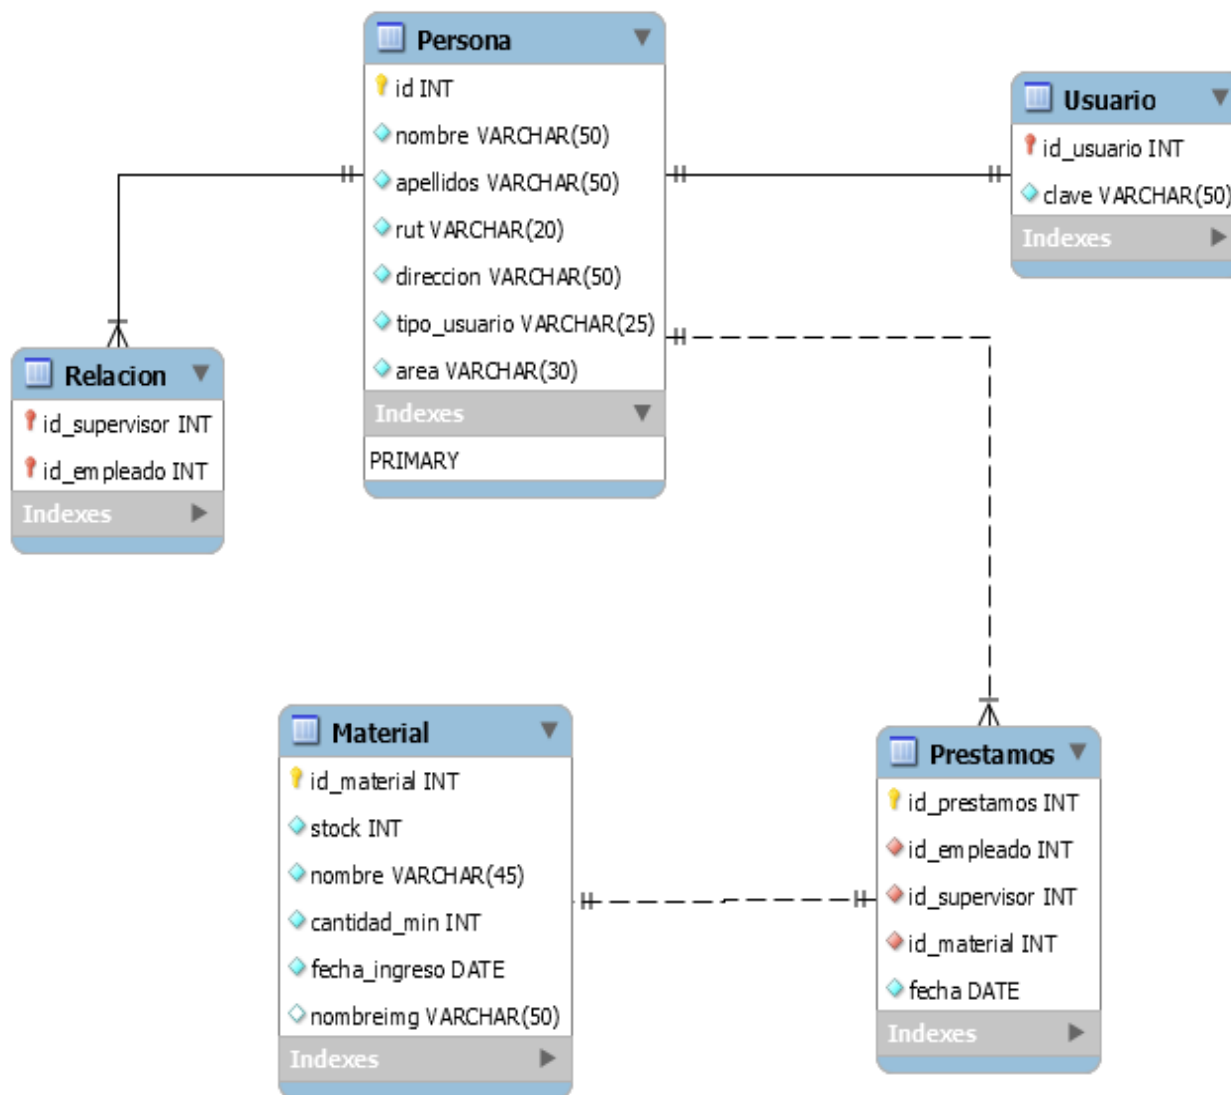 Persona
id INT
nombre VARCHAR(50)
apellidos VARCHAR(50)
rut VARCHAR(20)
direccion VARCHAR(50)
tipo_usuario VARCHAR(25)
area VARCHAR(30)
Indexes
PRIMARY
Usuario
id_usuario INT
clave VARCHAR(50)
Indexes
Relacion
id_supervisor INT
id_empleado INT
Indexes
Material
id_material INT
stock INT
nombre VARCHAR(45)
cantidad_min INT
fecha_ingreso DATE
nombreimg VARCHAR(50)
Indexes
Prestamos
id_prestamos INT
id_empleado INT
id_supervisor INT
id_material INT
fecha DATE
Indexes